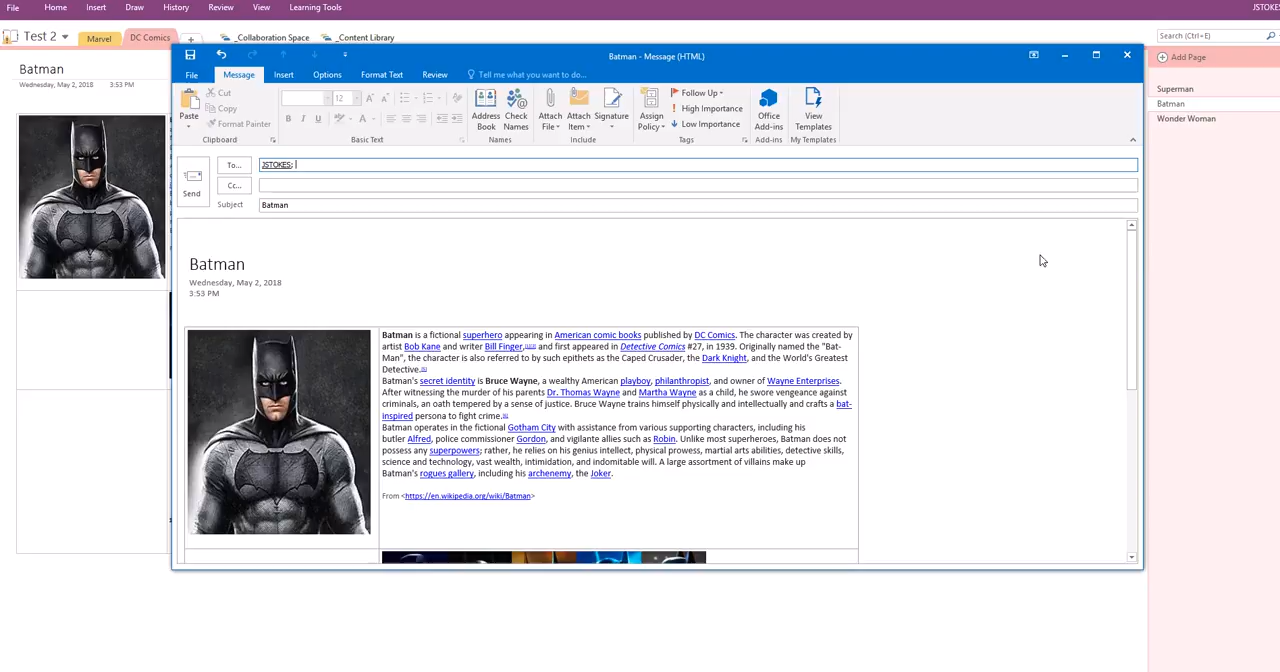 File Home Insert Draw History Review View Learning Tools JSTOKES
Test 2 Marvel DC Comics + _Collaboration Space _Content Library Search (Ctrl+E)
Batman
Wednesday, May 2, 2018 3:53 PM
Add Page
Superman
Batman
Wonder Woman
Batman - Message (HTML)
File Message Insert Options Format Text Review Tell me what you want to do...
Paste
Cut
Copy
Format Painter
Clipboard
12
B I U
Basic Text
Address Book
Check Names
Names
Attach File
Attach Item
Signature
Include
Assign Policy
Follow Up
High Importance
Low Importance
Tags
Office Add-ins
Add-ins
View Templates
My Templates
Send
To... JSTOKES;
Cc...
Subject Batman
Batman
Wednesday, May 2, 2018
3:53 PM
Batman is a fictional superhero appearing in American comic books published by DC Comics. The character was created by
artist Bob Kane and writer Bill Finger, and first appeared in Detective Comics #27, in 1939. Originally named the "Bat-
Man", the character is also referred to by such epithets as the Caped Crusader, the Dark Knight, and the World's Greatest
Detective.
Batman's secret identity is Bruce Wayne, a wealthy American playboy, philanthropist, and owner of Wayne Enterprises.
After witnessing the murder of his parents Dr. Thomas Wayne and Martha Wayne as a child, he swore vengeance against
criminals, an oath tempered by a sense of justice. Bruce Wayne trains himself physically and intellectually and crafts a bat-
inspired persona to fight crime.
Batman operates in the fictional Gotham City with assistance from various supporting characters, including his
butler Alfred, police commissioner Gordon, and vigilante allies such as Robin. Unlike most superheroes, Batman does not
possess any superpowers; rather, he relies on his genius intellect, physical prowess, martial arts abilities, detective skills,
science and technology, vast wealth, intimidation, and indomitable will. A large assortment of villains make up
Batman's rogues gallery, including his archenemy, the Joker.
From <https://en.wikipedia.org/wiki/Batman>